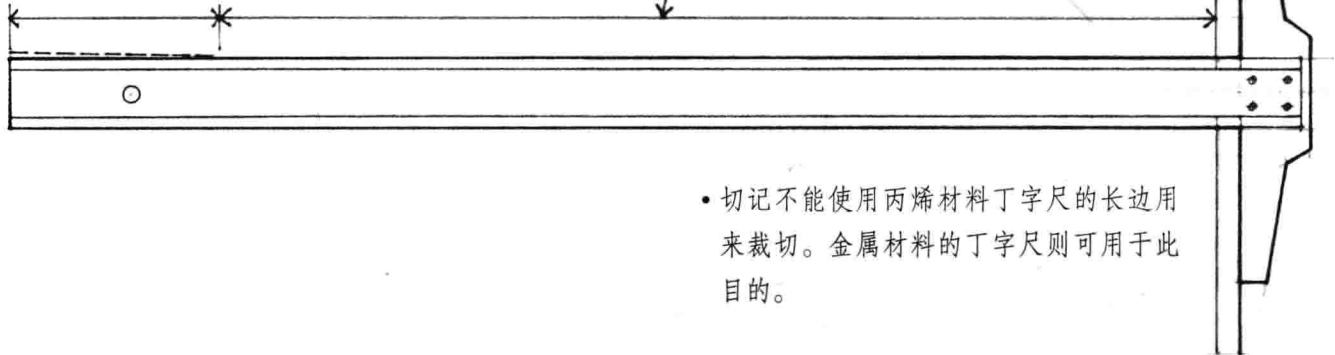 • 切记不能使用丙烯材料丁字尺的长边用
来裁切。金属材料的丁字尺则可用于此
目的。